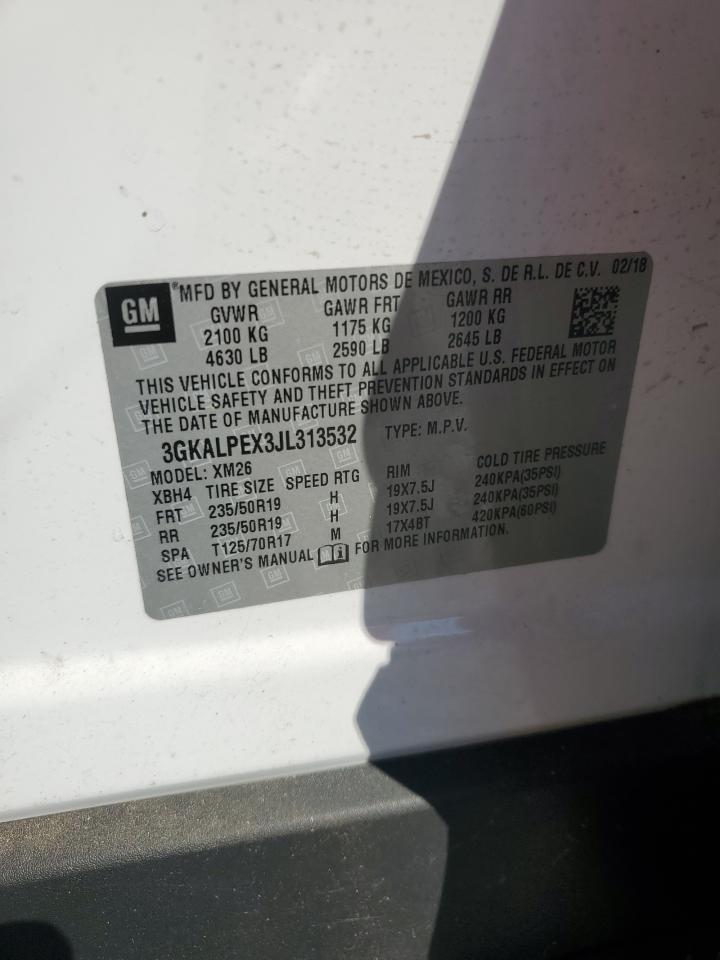 GM
®MFD BY GENERAL MOTORS DE MEXICO, S. DE R.L. DE C.V. 02/18
GVWR GAWR FRT GAWR RR
2100 KG 1175 KG 1200 KG
4630 LB 2590 LB 2645 LB
THIS VEHICLE CONFORMS TO ALL APPLICABLE U.S. FEDERAL MOTOR
VEHICLE SAFETY AND THEFT PREVENTION STANDARDS IN EFFECT ON
THE DATE OF MANUFACTURE SHOWN ABOVE.
3GKALPEX3JL313532 TYPE: M.P.V.
MODEL: XM26
XBH4 TIRE SIZE SPEED RTG RIM COLD TIRE PRESSURE
FRT 235/50R19 H 19X7.5J 240KPA(35PSI)
RR 235/50R19 H 19X7.5J 240KPA(35PSI)
SPA T125/70R17 M 17X4BT 420KPA(60PSI)
SEE OWNER'S MANUAL FOR MORE INFORMATION.